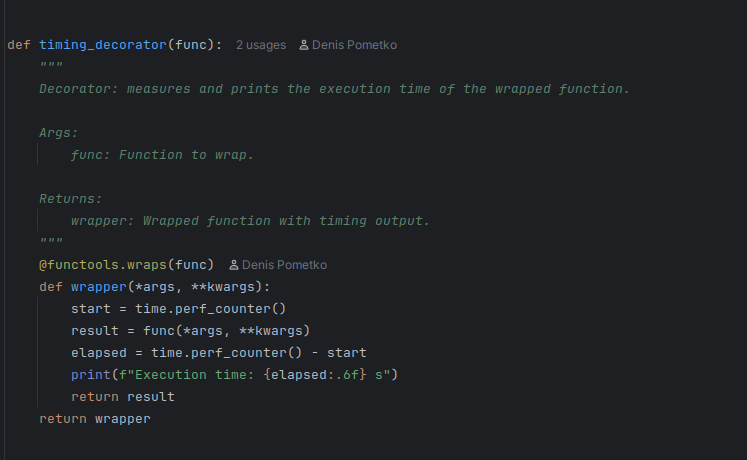 def timing_decorator(func): 2 usages Denis Pometko
"""
Decorator: measures and prints the execution time of the wrapped function.
Args:
func: Function to wrap.
Returns:
wrapper: Wrapped function with timing output.
"""
@functools.wraps(func) Denis Pometko
def wrapper(*args, **kwargs):
start = time.perf_counter()
result = func(*args, **kwargs)
elapsed = time.perf_counter() - start
print(f"Execution time: {elapsed:.6f} s")
return result
return wrapper